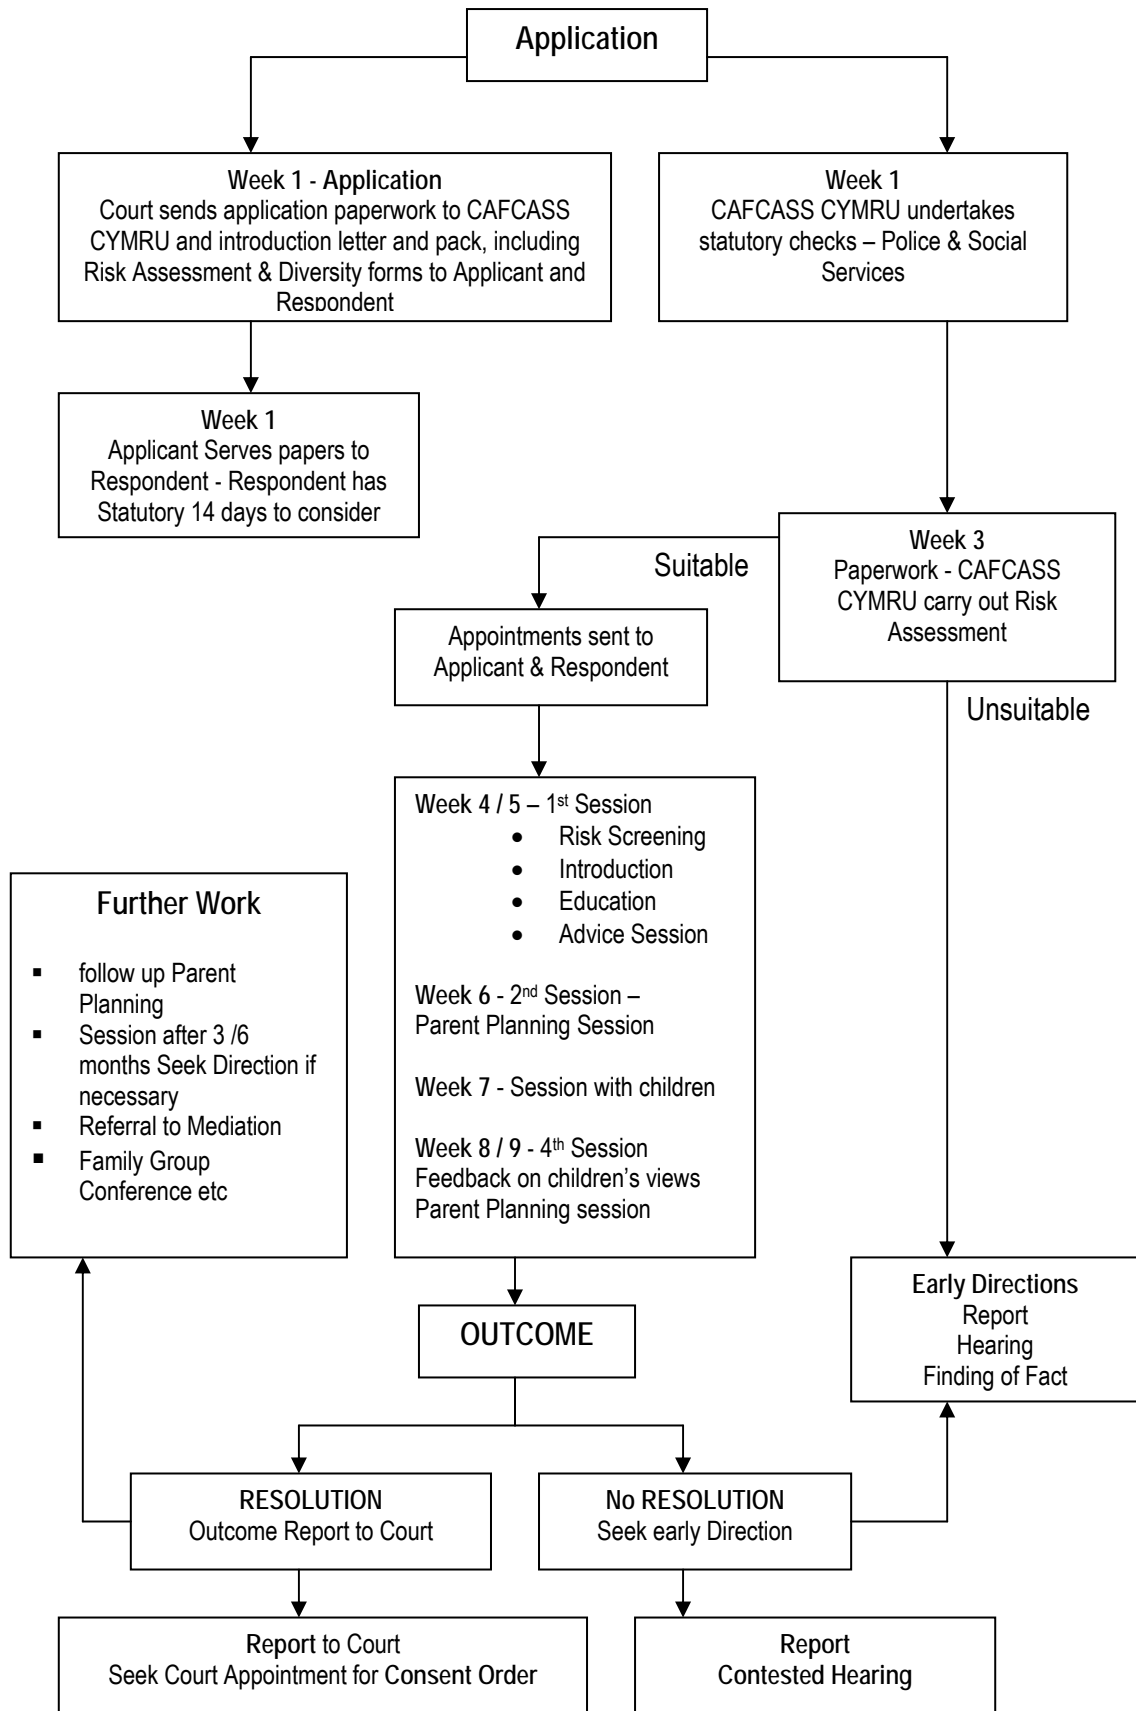 Application
Week 1 - Application
Court sends application paperwork to CAFCASS
CYMRU and introduction letter and pack, including
Risk Assessment & Diversity forms to Applicant and
Respondent
Week 1
CAFCASS CYMRU undertakes
statutory checks – Police & Social
Services
Week 1
Applicant Serves papers to
Respondent - Respondent has
Statutory 14 days to consider
Week 3
Paperwork - CAFCASS
CYMRU carry out Risk
Assessment
Suitable
Unsuitable
Appointments sent to
Applicant & Respondent
Week 4 / 5 – 1st Session
• Risk Screening
• Introduction
• Education
• Advice Session
Week 6 - 2nd Session –
Parent Planning Session
Week 7 - Session with children
Week 8 / 9 - 4th Session
Feedback on children’s views
Parent Planning session
Further Work
▪ follow up Parent
Planning
▪ Session after 3 /6
months Seek Direction if
necessary
▪ Referral to Mediation
▪ Family Group
Conference etc
Early Directions
Report
Hearing
Finding of Fact
OUTCOME
RESOLUTION
Outcome Report to Court
No RESOLUTION
Seek early Direction
Report to Court
Seek Court Appointment for Consent Order
Report
Contested Hearing